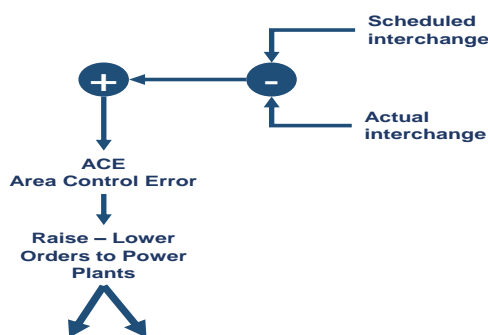 Scheduled
interchange
+
-
Actual
interchange
ACE
Area Control Error
Raise – Lower
Orders to Power
Plants